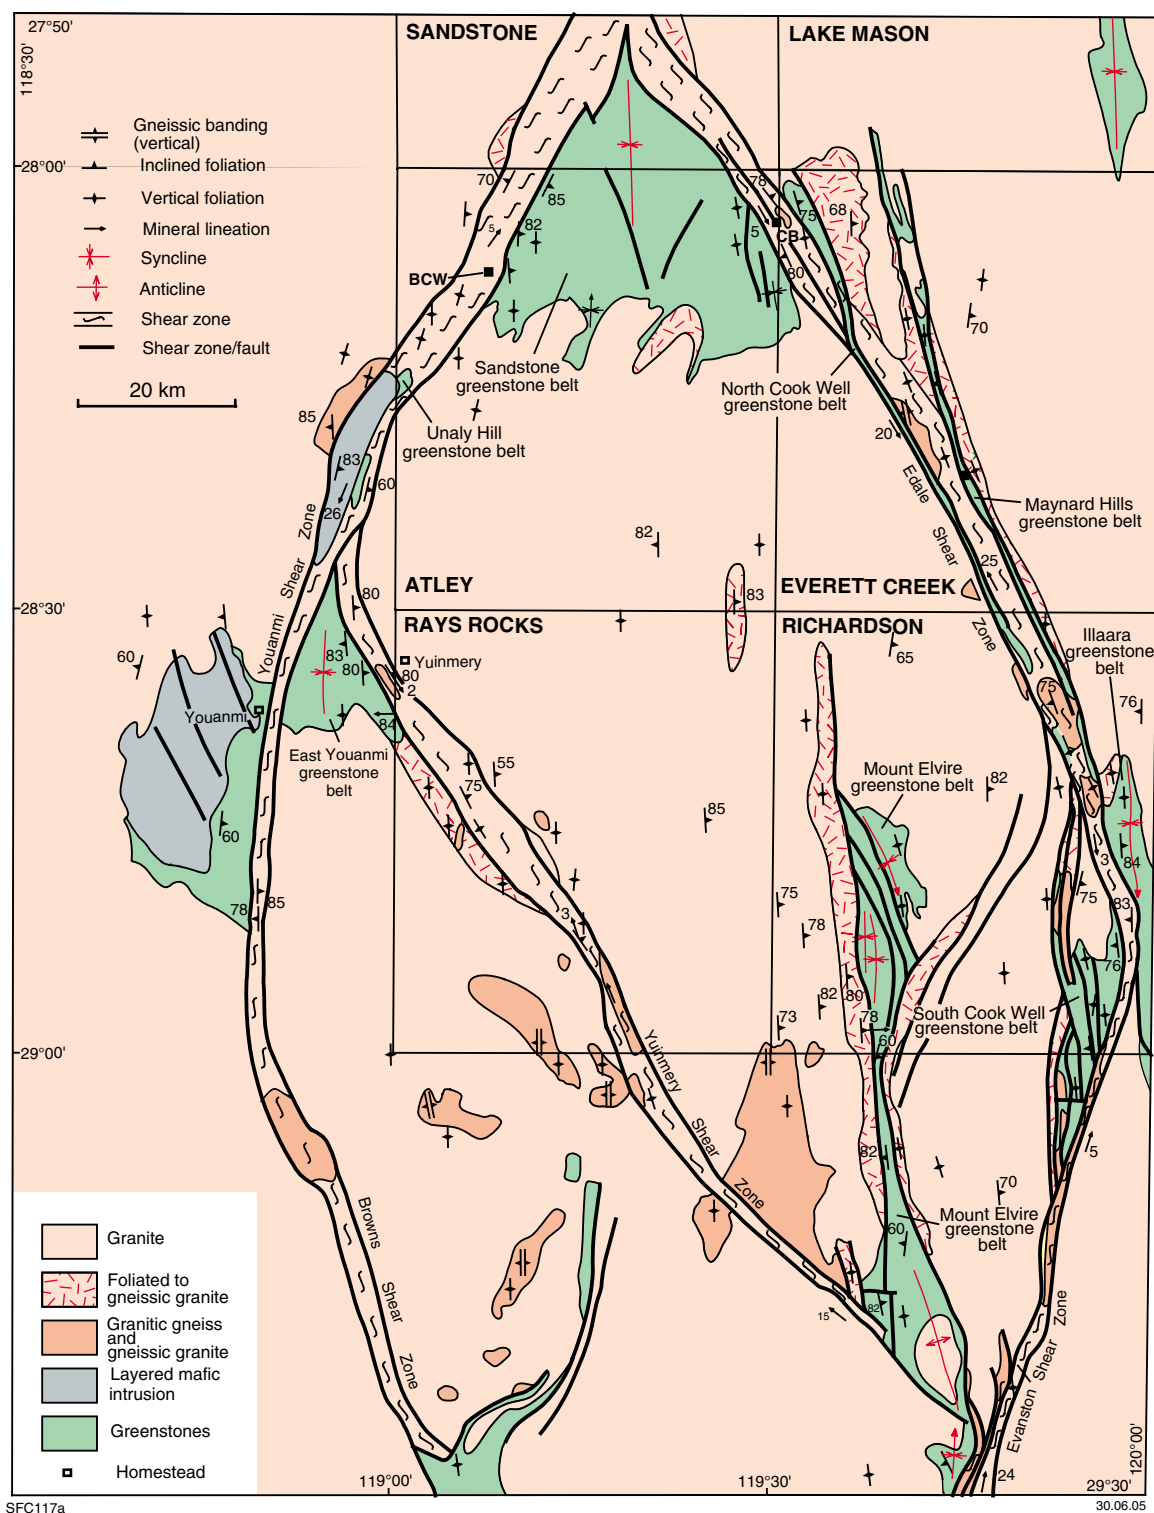 27°50'
118°30'
SANDSTONE
LAKE MASON
Gneissic banding
(vertical)
28°00'
Inclined foliation
Vertical foliation
Mineral lineation
Syncline
Anticline
Shear zone
Shear zone/fault
20 km
70
85
82
5
BCW
78
75
68
5
CB
80
70
Sandstone
greenstone belt
North Cook Well
greenstone belt
85
Unaly Hill
greenstone belt
20
83
60
26
Edale
Shear
Zone
Maynard Hills
greenstone belt
82
25
Youanmi
Shear
Zone
ATLEY
EVERETT CREEK
80
83
28°30'
RAYS ROCKS
RICHARDSON
Illaara
greenstone
belt
60
83
80
Yuinmery
80
2
65
75
76
Youanmi
84
East Youanmi
greenstone
belt
55
75
Mount Elvire
greenstone belt
82
85
60
3
84
75
75
83
78
85
3
78
76
82
80
73
78
60
South Cook Well
greenstone belt
29°00'
Yuinmery
Shear
Zone
82
5
70
Browns
Shear
Zone
60
Mount Elvire
greenstone
belt
82
15
Evanston Shear Zone
24
Granite
Foliated to
gneissic granite
Granitic gneiss
and
gneissic granite
Layered mafic
intrusion
Greenstones
Homestead
119°00'
119°30'
29°30'
120°00'
SFC117a
30.06.05